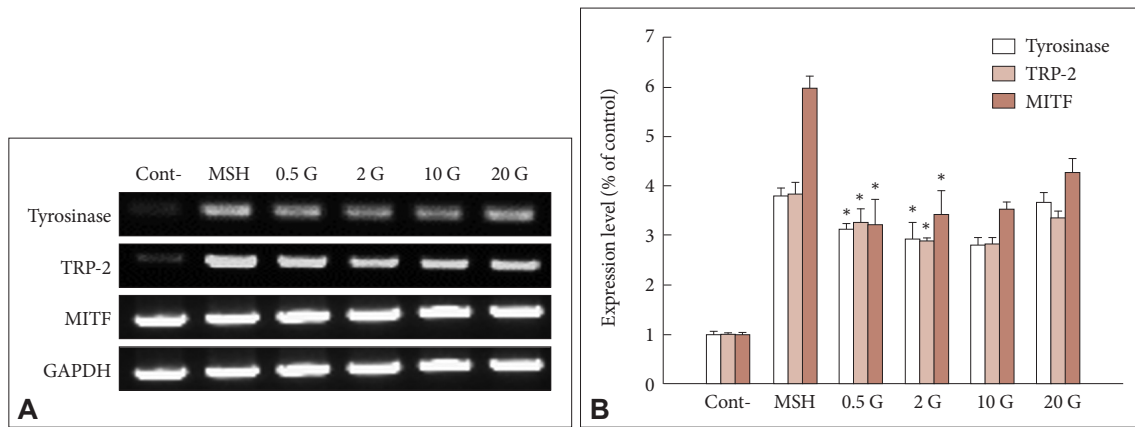 Cont- MSH 0.5 G 2 G 10 G 20 G
Tyrosinase
TRP-2
MITF
GAPDH
A
Expression level (% of control)
7
6
5
4
3
2
1
0
Tyrosinase
TRP-2
MITF
* * *
* * *
Cont- MSH 0.5 G 2 G 10 G 20 G
B